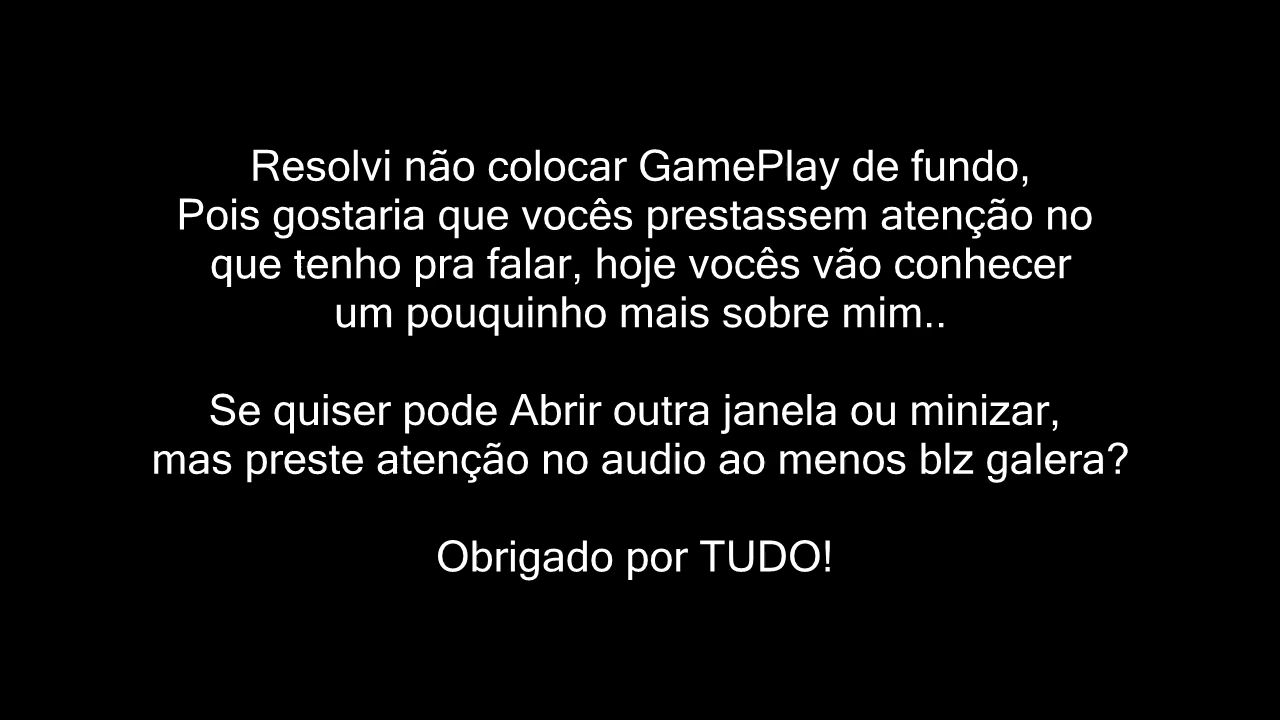 Resolvi não colocar GamePlay de fundo,
Pois gostaria que vocês prestassem atenção no
que tenho pra falar, hoje vocês vão conhecer
um pouquinho mais sobre mim..
Se quiser pode Abrir outra janela ou minizar,
mas preste atenção no audio ao menos blz galera?
Obrigado por TUDO!